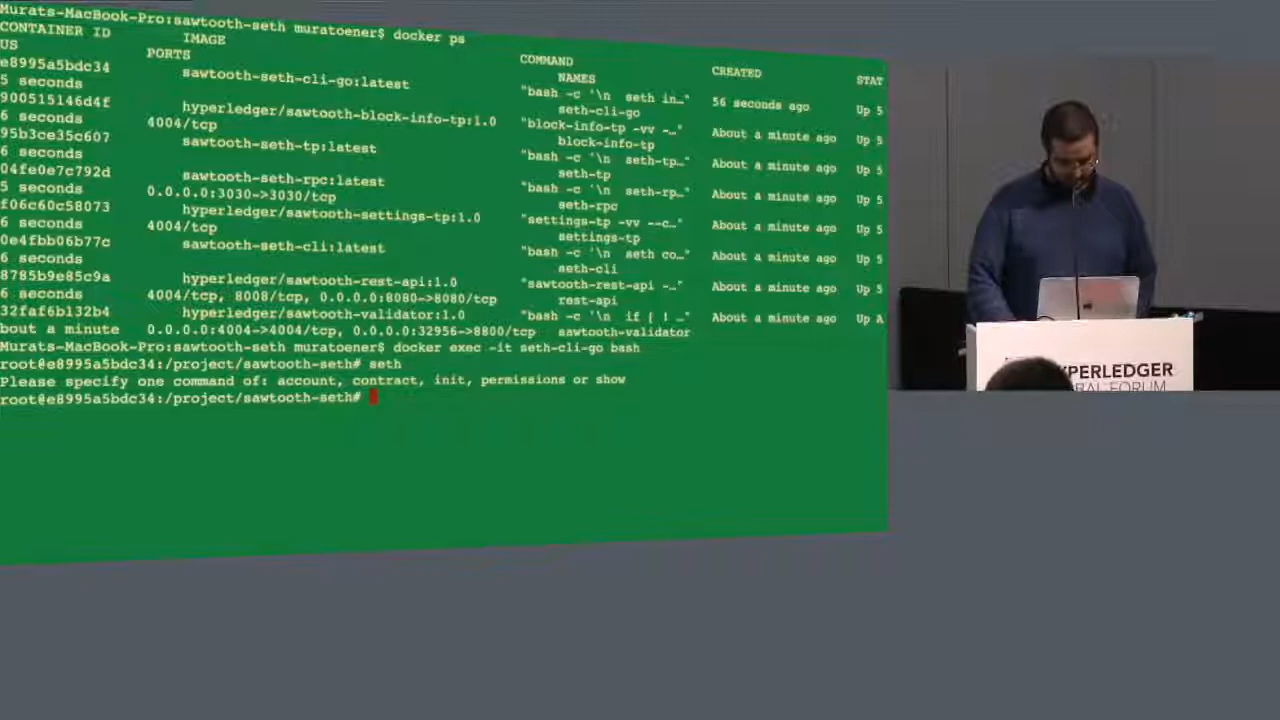 Murats-MacBook-Pro:sawtooth-seth muratoener$ docker ps
CONTAINER ID IMAGE COMMAND CREATED STAT
US PORTS NAMES
e8995a5bdc34 sawtooth-seth-cli-go:latest "bash -c '\n seth in…" 56 seconds ago Up 5
5 seconds seth-cli-go
900515146d4f hyperledger/sawtooth-block-info-tp:1.0 "block-info-tp -vv -…" About a minute ago Up 5
6 seconds 4004/tcp block-info-tp
95b3ce35c607 sawtooth-seth-tp:latest "bash -c '\n seth-tp…" About a minute ago Up 5
6 seconds seth-tp
04fe0e7c792d sawtooth-seth-rpc:latest "bash -c '\n seth-rp…" About a minute ago Up 5
5 seconds 0.0.0.0:3030->3030/tcp seth-rpc
f06c60c58073 hyperledger/sawtooth-settings-tp:1.0 "settings-tp -vv --c…" About a minute ago Up 5
6 seconds 4004/tcp settings-tp
0e4fbb06b77c sawtooth-seth-cli:latest "bash -c '\n seth co…" About a minute ago Up 5
6 seconds seth-cli
8785b9e85c9a hyperledger/sawtooth-rest-api:1.0 "sawtooth-rest-api -…" About a minute ago Up 5
6 seconds 4004/tcp, 8008/tcp, 0.0.0.0:8080->8080/tcp rest-api
32faf6b132b4 hyperledger/sawtooth-validator:1.0 "bash -c '\n if [ ! …" About a minute ago Up A
bout a minute 0.0.0.0:4004->4004/tcp, 0.0.0.0:32956->8800/tcp sawtooth-validator
Murats-MacBook-Pro:sawtooth-seth muratoener$ docker exec -it seth-cli-go bash
root@e8995a5bdc34:/project/sawtooth-seth# seth
Please specify one command of: account, contract, init, permissions or show
root@e8995a5bdc34:/project/sawtooth-seth#
YPERLEDGER
BAL FORUM